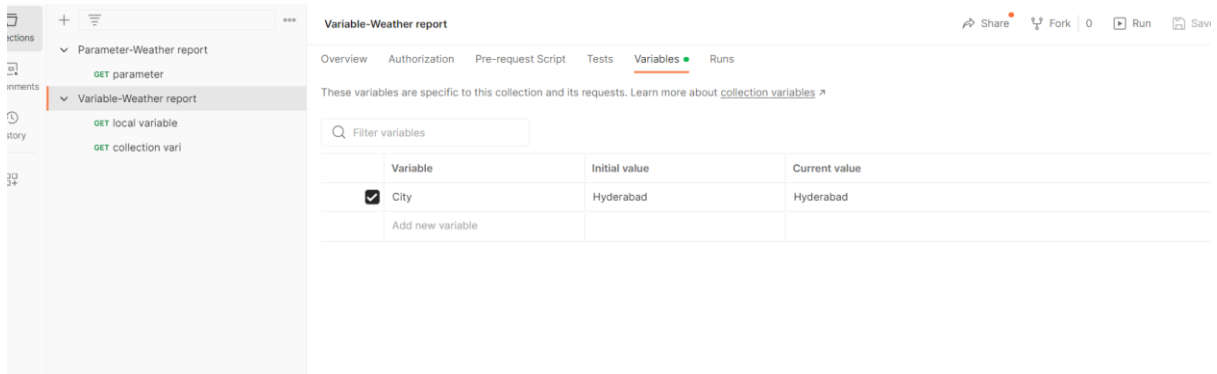 Variable-Weather report
Share
Fork 0
Run
Save
ections
Parameter-Weather report
GET parameter
onments
Variable-Weather report
GET local variable
story
GET collection vari
Overview Authorization Pre-request Script Tests Variables Runs
These variables are specific to this collection and its requests. Learn more about collection variables ↗
Filter variables
Variable Initial value Current value
City Hyderabad Hyderabad
Add new variable